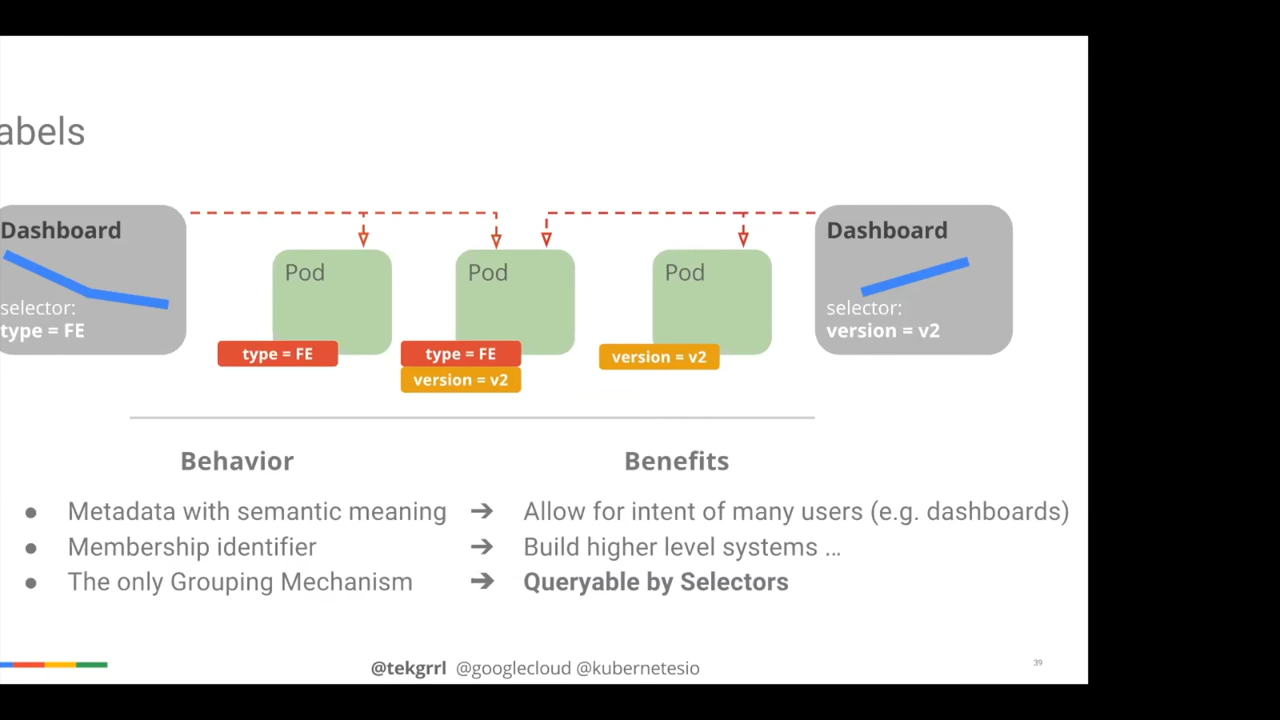 abels
Dashboard
selector:
type = FE
Pod
type = FE
Pod
type = FE
version = v2
Pod
version = v2
Dashboard
selector:
version = v2
Behavior
Benefits
● Metadata with semantic meaning ➔ Allow for intent of many users (e.g. dashboards)
● Membership identifier ➔ Build higher level systems ...
● The only Grouping Mechanism ➔ Queryable by Selectors
@tekgrrl @googlecloud @kubernetesio
39